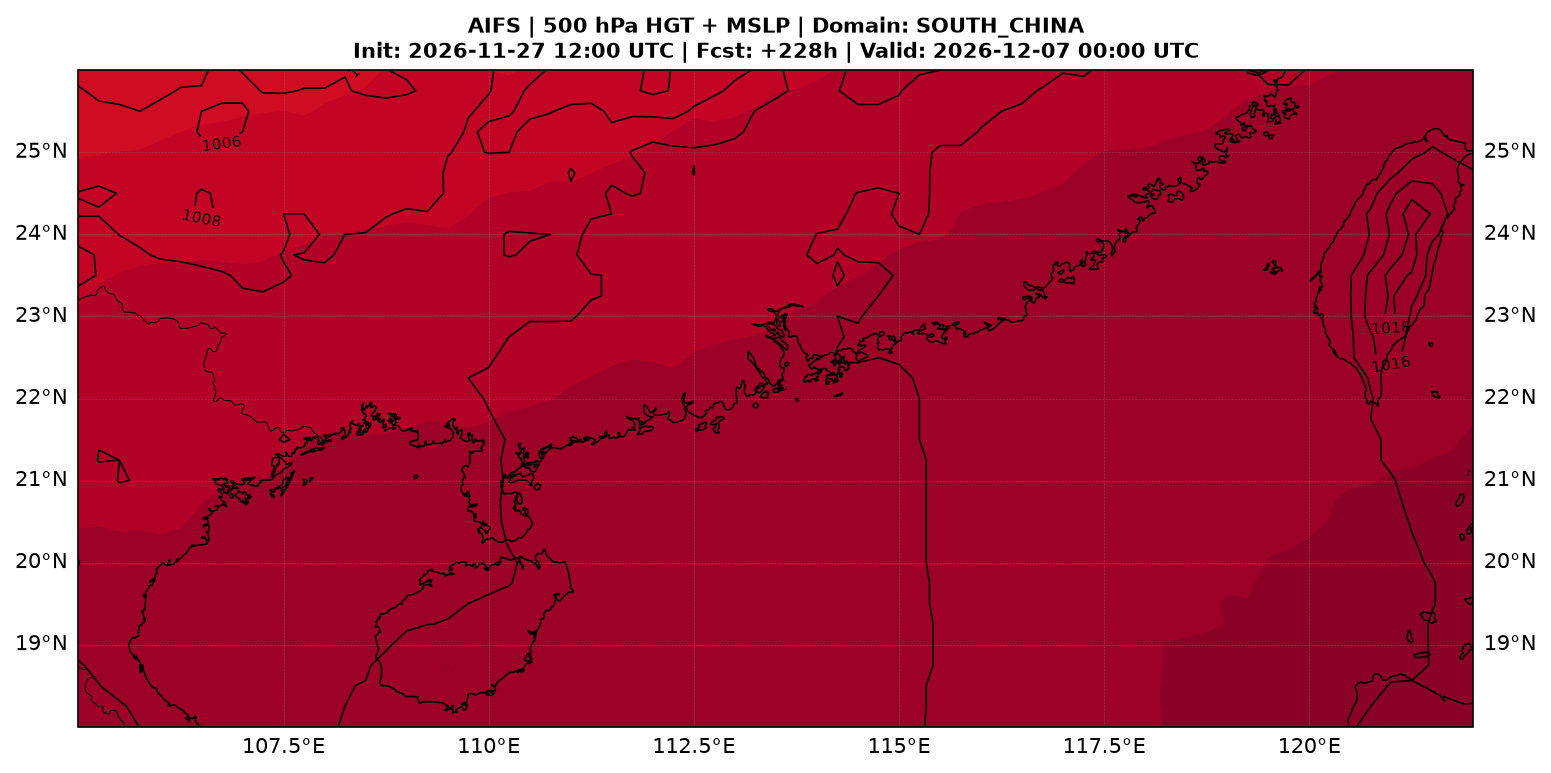 AIFS | 500 hPa HGT + MSLP | Domain: SOUTH_CHINA
Init: 2026-11-27 12:00 UTC | Fcst: +228h | Valid: 2026-12-07 00:00 UTC
1006
25°N
25°N
1008
24°N
24°N
23°N
1018
23°N
1016
22°N
22°N
21°N
21°N
20°N
20°N
19°N
19°N
107.5°E
110°E
112.5°E
115°E
117.5°E
120°E